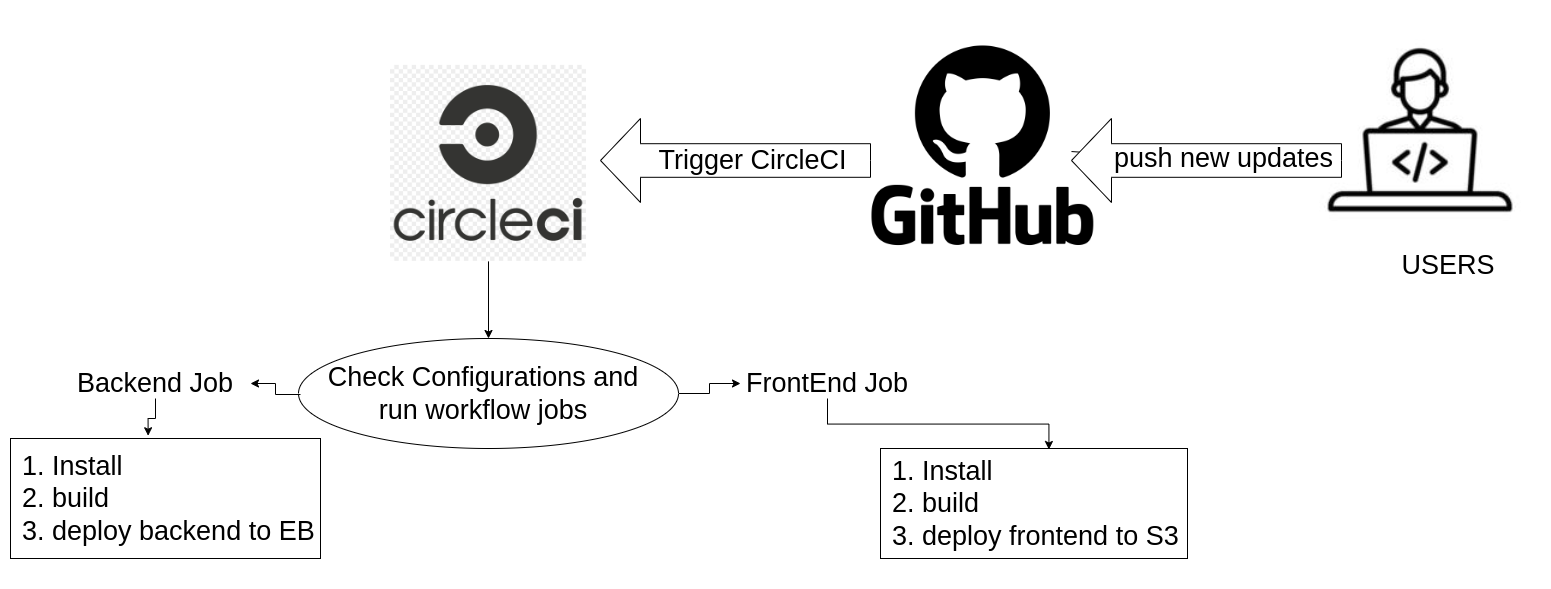 circleci
Trigger CircleCI
GitHub
push new updates
</>
USERS
Check Configurations and
run workflow jobs
Backend Job
FrontEnd Job
1. Install
2. build
3. deploy backend to EB
1. Install
2. build
3. deploy frontend to S3